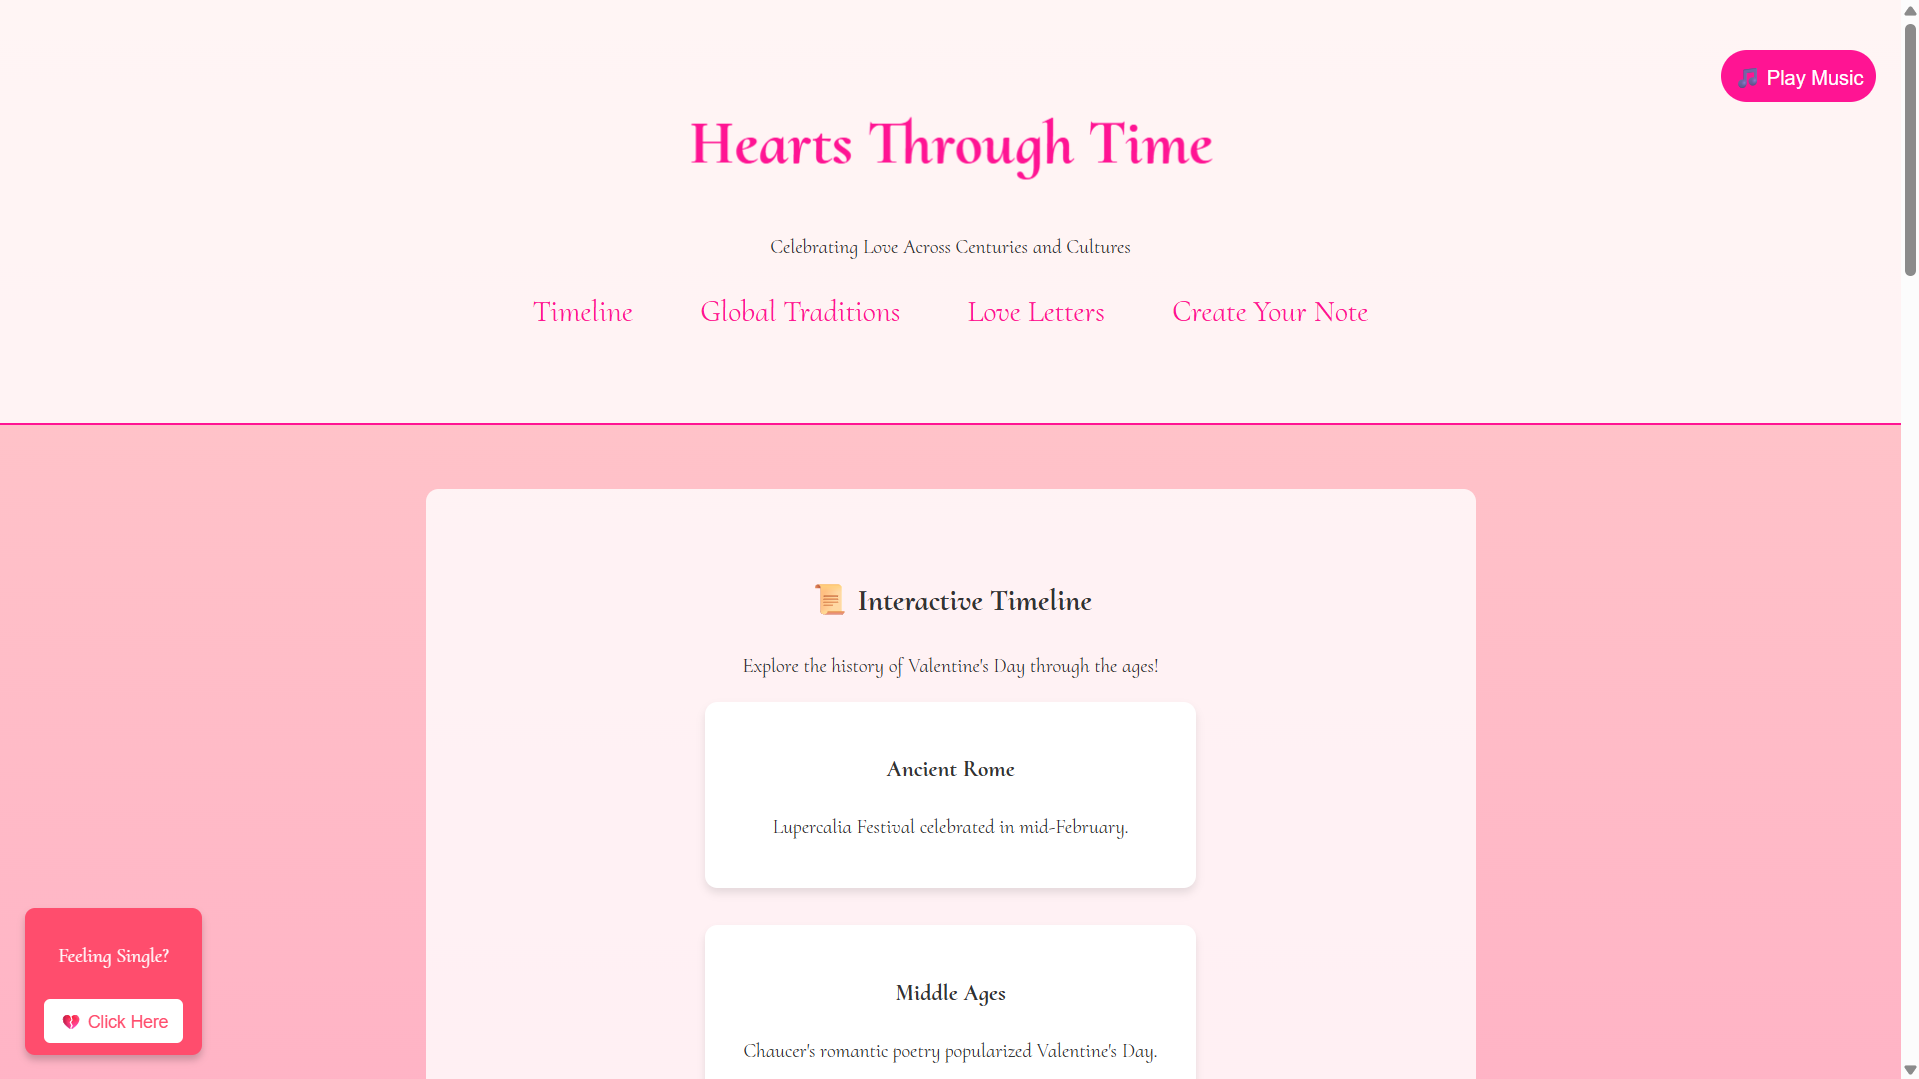 🎵 Play Music
Hearts Through Time
Celebrating Love Across Centuries and Cultures
Timeline Global Traditions Love Letters Create Your Note
📜 Interactive Timeline
Explore the history of Valentine's Day through the ages!
Ancient Rome
Lupercalia Festival celebrated in mid-February.
Middle Ages
Chaucer's romantic poetry popularized Valentine's Day.
Feeling Single?
💔 Click Here